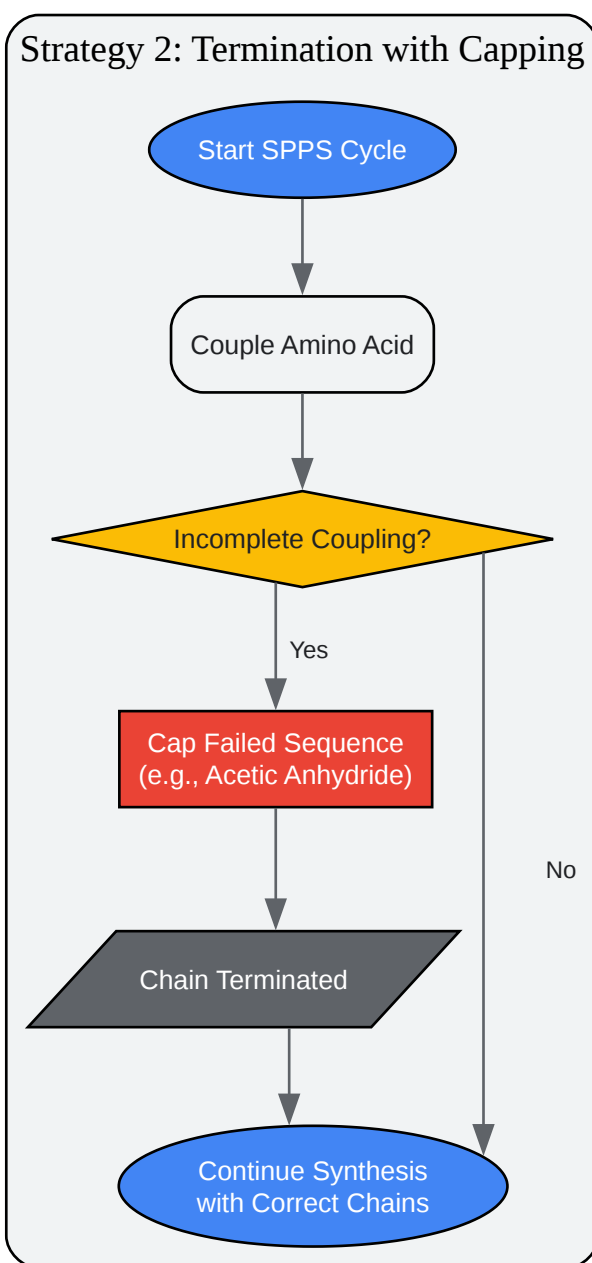 Strategy 2: Termination with Capping
Start SPPS Cycle
Couple Amino Acid
Incomplete Coupling?
Yes
Cap Failed Sequence
(e.g., Acetic Anhydride)
No
Chain Terminated
Continue Synthesis
with Correct Chains